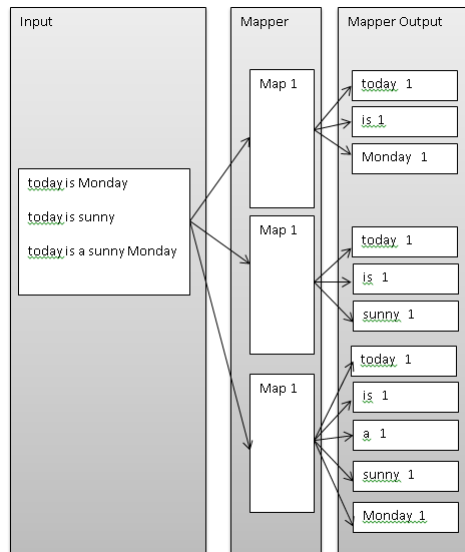 Input
Mapper
Mapper Output
today is Monday
today is sunny
today is a sunny Monday
Map 1
today 1
is 1
Monday 1
Map 1
today 1
is 1
sunny 1
Map 1
today 1
is 1
a 1
sunny 1
Monday 1